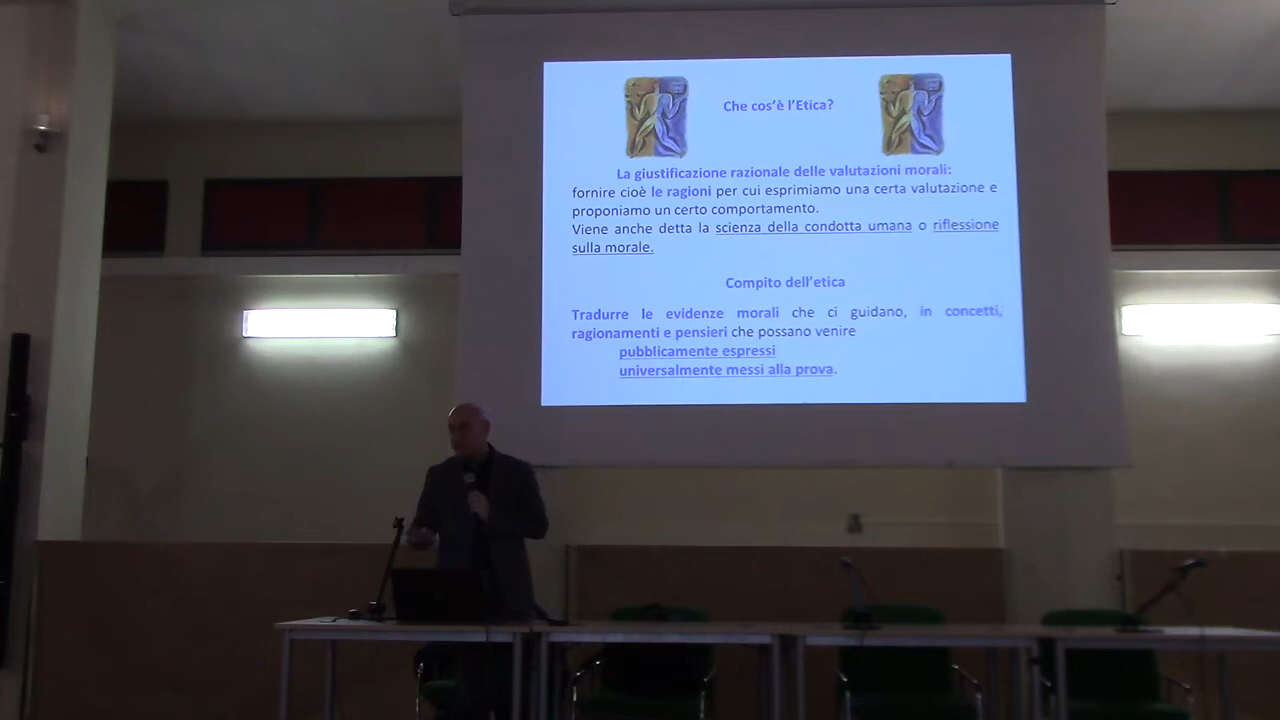 Che cos'è l'Etica?
La giustificazione razionale delle valutazioni morali:
fornire cioè le ragioni per cui esprimiamo una certa valutazione e
proponiamo un certo comportamento.
Viene anche detta la scienza della condotta umana o riflessione
sulla morale.
Compito dell'etica
Tradurre le evidenze morali che ci guidano, in concetti,
ragionamenti e pensieri che possano venire
pubblicamente espressi
universalmente messi alla prova.